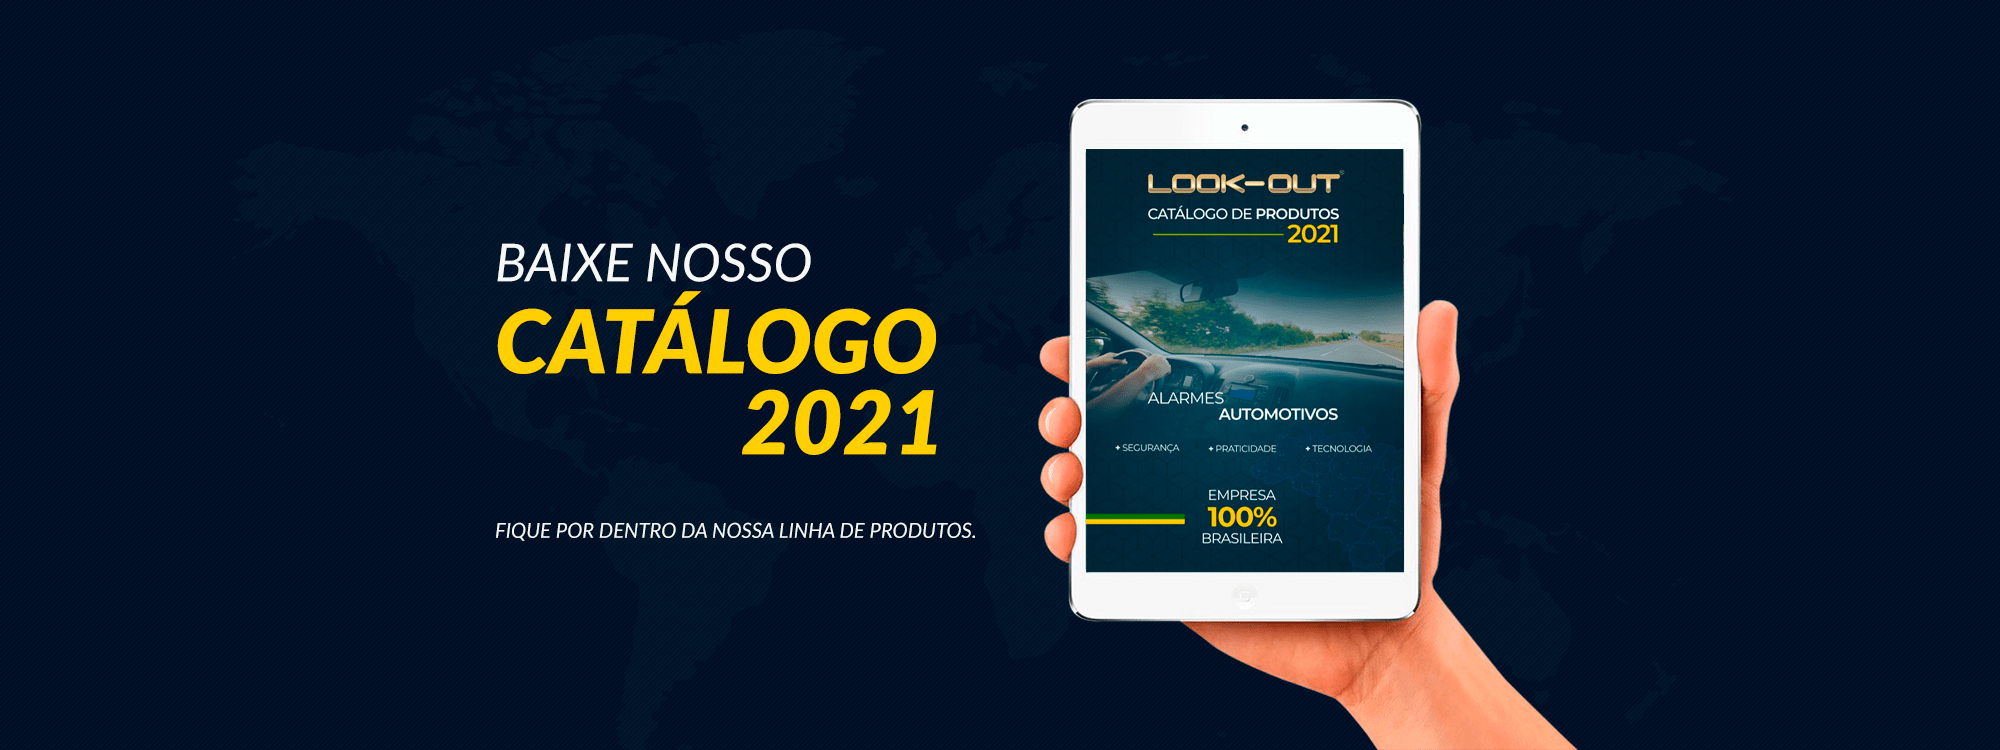 BAIXE NOSSO
CATÁLOGO
2021
FIQUE POR DENTRO DA NOSSA LINHA DE PRODUTOS.
LOOK-OUT®
CATÁLOGO DE PRODUTOS
2021
ALARMES
AUTOMOTIVOS
+ SEGURANÇA + PRATICIDADE + TECNOLOGIA
EMPRESA
100%
BRASILEIRA